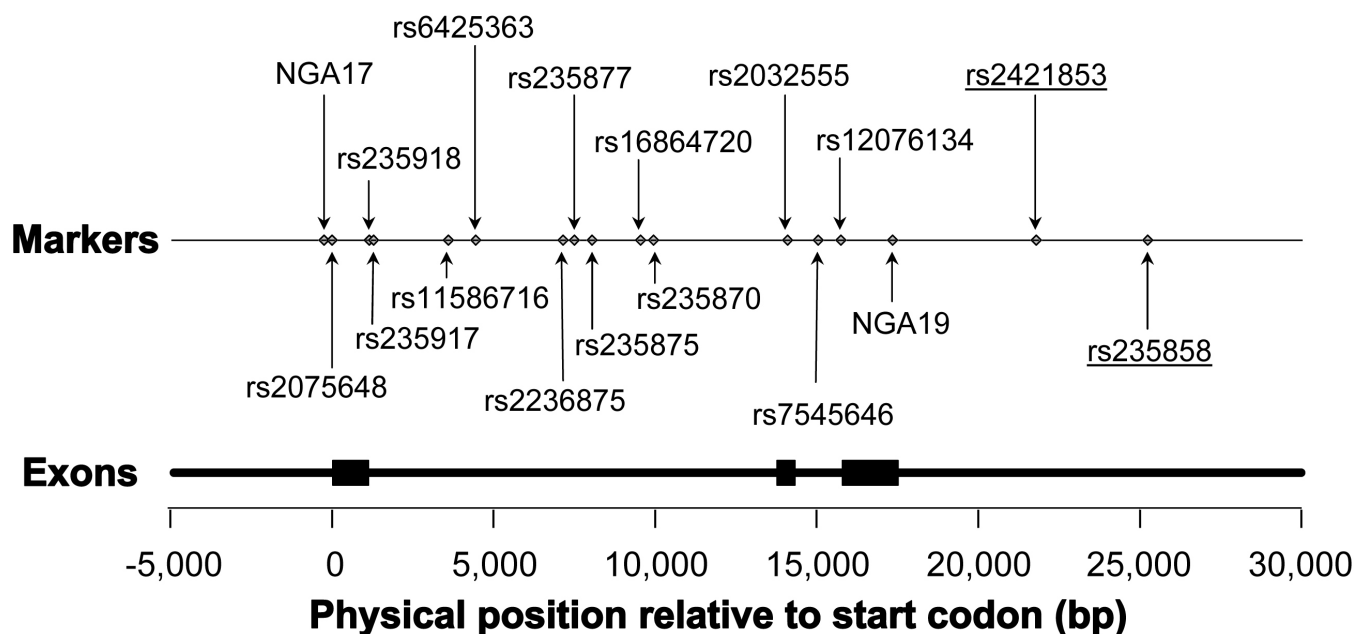 rs6425363
NGA17
rs235877
rs2032555
rs2421853
rs235918
rs16864720
rs12076134
Markers
rs11586716
rs235870
rs235917
rs235875
NGA19
rs235858
rs2075648
rs2236875
rs7545646
Exons
-5,000 0 5,000 10,000 15,000 20,000 25,000 30,000
Physical position relative to start codon (bp)